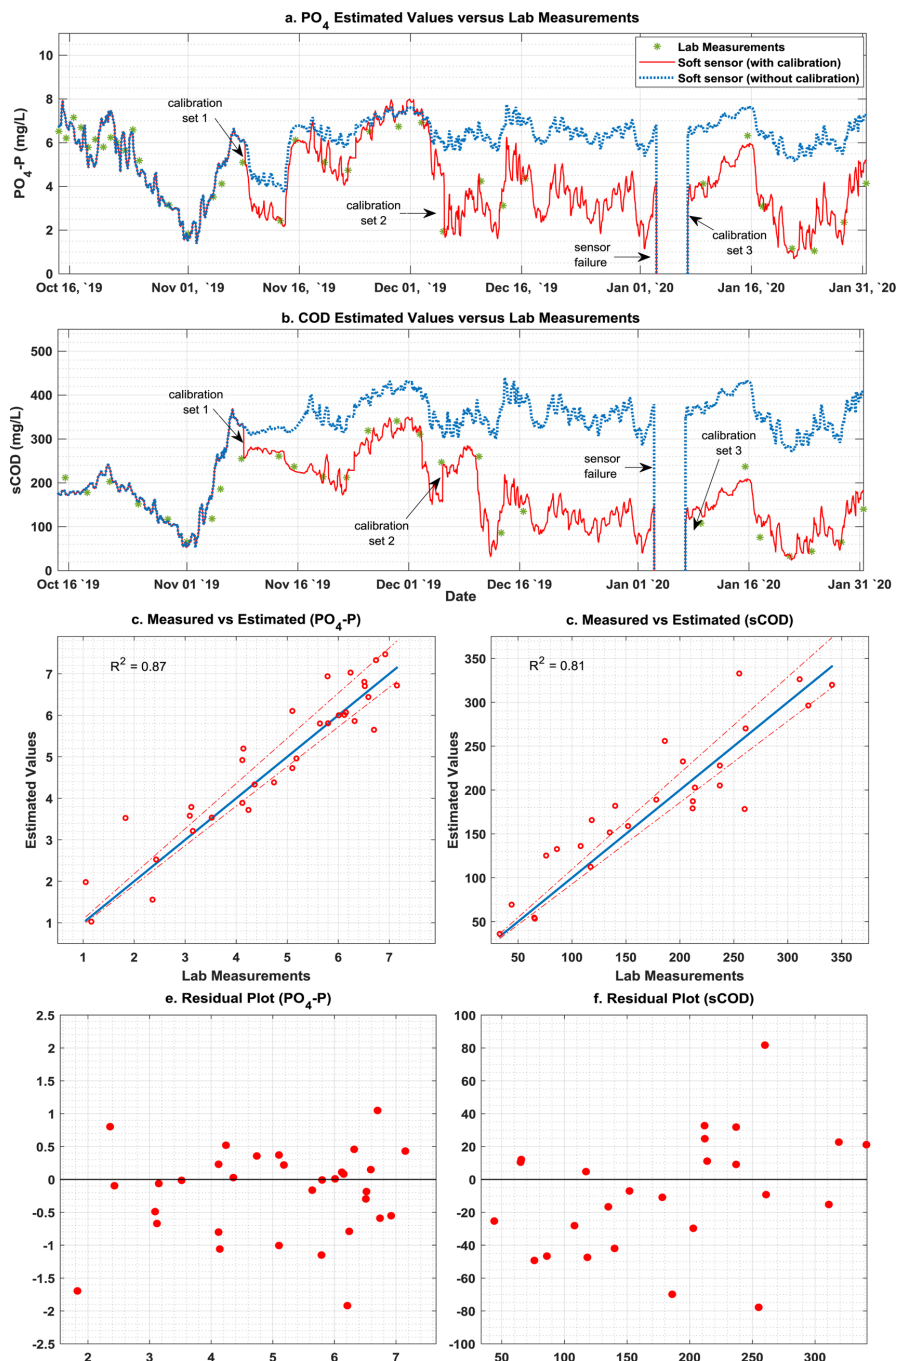 a. PO4 Estimated Values versus Lab Measurements
PO4-P (mg/L)
10
8
6
4
2
0
Lab Measurements
Soft sensor (with calibration)
Soft sensor (without calibration)
calibration
set 1
calibration
set 2
sensor
failure
calibration
set 3
Oct 16, `19 Nov 01, `19 Nov 16, `19 Dec 01, `19 Dec 16, `19 Jan 01, `20 Jan 16, `20 Jan 31, `20
b. COD Estimated Values versus Lab Measurements
sCOD (mg/L)
500
400
300
200
100
0
calibration
set 1
calibration
set 2
sensor
failure
calibration
set 3
Oct 16 `19 Nov 01, `19 Nov 16 `19 Dec 01 `19 Dec 16 `19 Jan 01 `20 Jan 16 `20 Jan 31, `20
Date
c. Measured vs Estimated (PO4-P)
R2 = 0.87
Estimated Values
7
6
5
4
3
2
1
1 2 3 4 5 6 7
Lab Measurements
c. Measured vs Estimated (sCOD)
R2 = 0.81
Estimated Values
350
300
250
200
150
100
50
50 100 150 200 250 300 350
Lab Measurements
e. Residual Plot (PO4-P)
2.5
2
1.5
1
0.5
0
-0.5
-1
-1.5
-2
-2.5
2 3 4 5 6 7
f. Residual Plot (sCOD)
100
80
60
40
20
0
-20
-40
-60
-80
-100
50 100 150 200 250 300